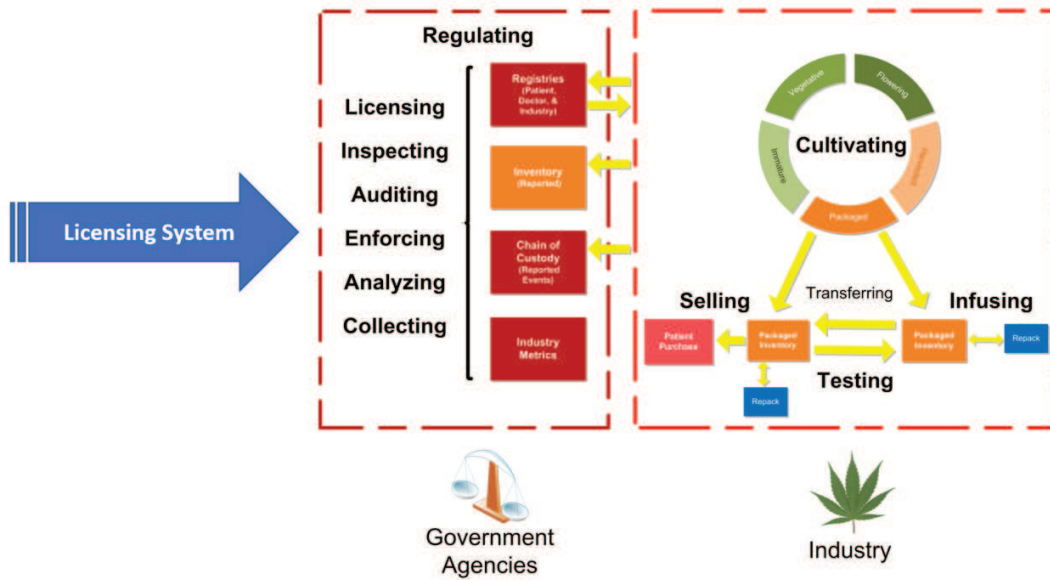 Licensing System
Regulating
Licensing
Inspecting
Auditing
Enforcing
Analyzing
Collecting
Registries
(Patient,
Doctor, &
Industry)
Inventory
(Reported)
Chain of
Custody
(Reported
Events)
Industry
Metrics
Government
Agencies
Vegetative
Flowering
Immature
Cultivating
Packaged
Selling
Transferring
Infusing
Patient
Purchase
Packaged
Inventory
Packaged
Inventory
Repack
Testing
Repack
Industry